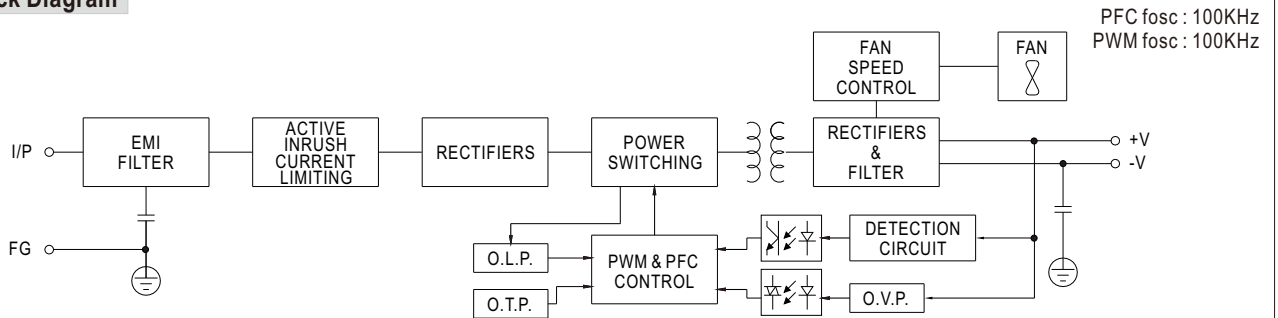 ck Diagram
PFC fosc : 100KHz
PWM fosc : 100KHz
FAN
SPEED
CONTROL
FAN
I/P
EMI
FILTER
ACTIVE
INRUSH
CURRENT
LIMITING
RECTIFIERS
POWER
SWITCHING
RECTIFIERS
&
FILTER
+V
-V
FG
O.L.P.
PWM & PFC
CONTROL
DETECTION
CIRCUIT
O.T.P.
O.V.P.